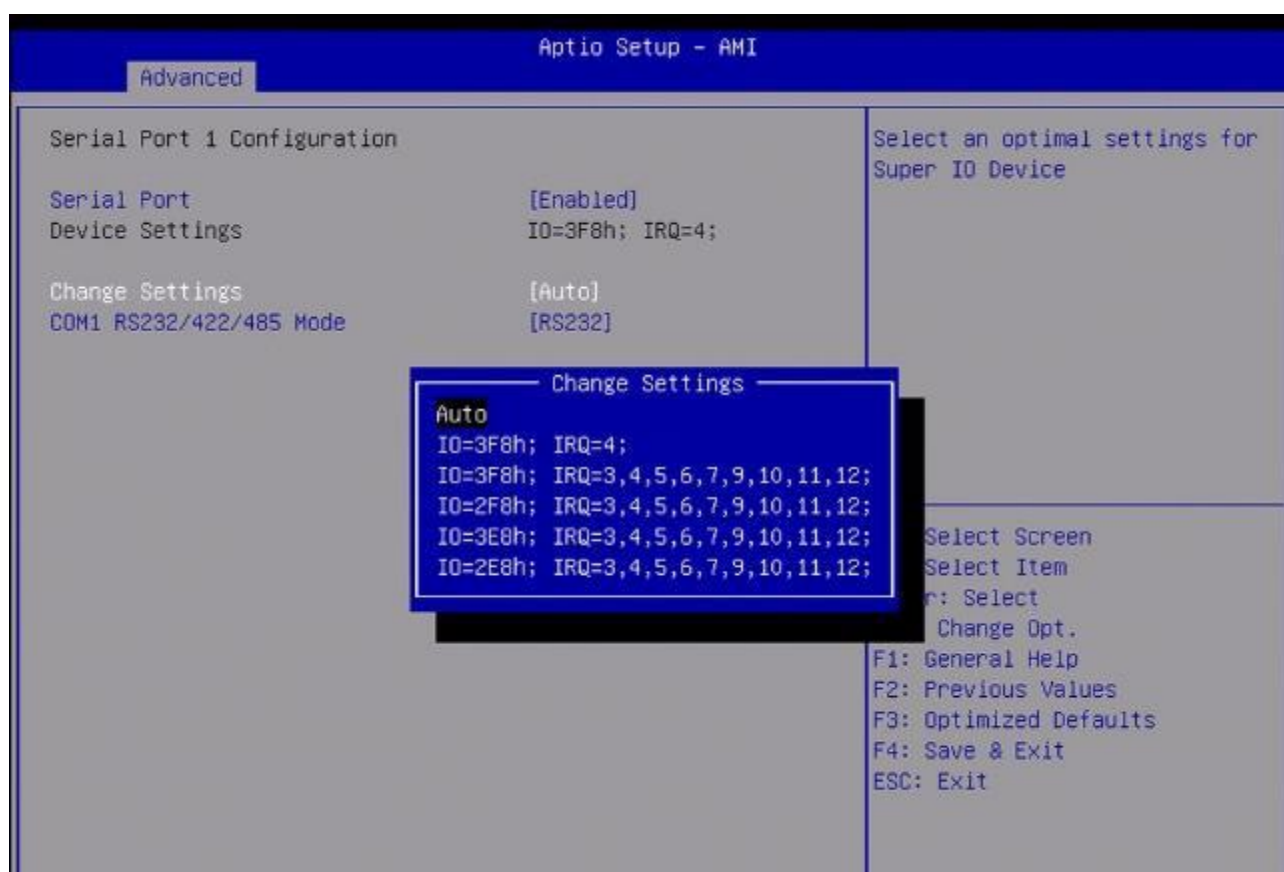 Aptio Setup – AMI
Advanced
Serial Port 1 Configuration
Serial Port [Enabled]
Device Settings IO=3F8h; IRQ=4;
Change Settings [Auto]
COM1 RS232/422/485 Mode [RS232]
Change Settings
Auto
IO=3F8h; IRQ=4;
IO=3F8h; IRQ=3,4,5,6,7,9,10,11,12;
IO=2F8h; IRQ=3,4,5,6,7,9,10,11,12;
IO=3E8h; IRQ=3,4,5,6,7,9,10,11,12;
IO=2E8h; IRQ=3,4,5,6,7,9,10,11,12;
Select an optimal settings for
Super IO Device
Select Screen
Select Item
r: Select
Change Opt.
F1: General Help
F2: Previous Values
F3: Optimized Defaults
F4: Save & Exit
ESC: Exit